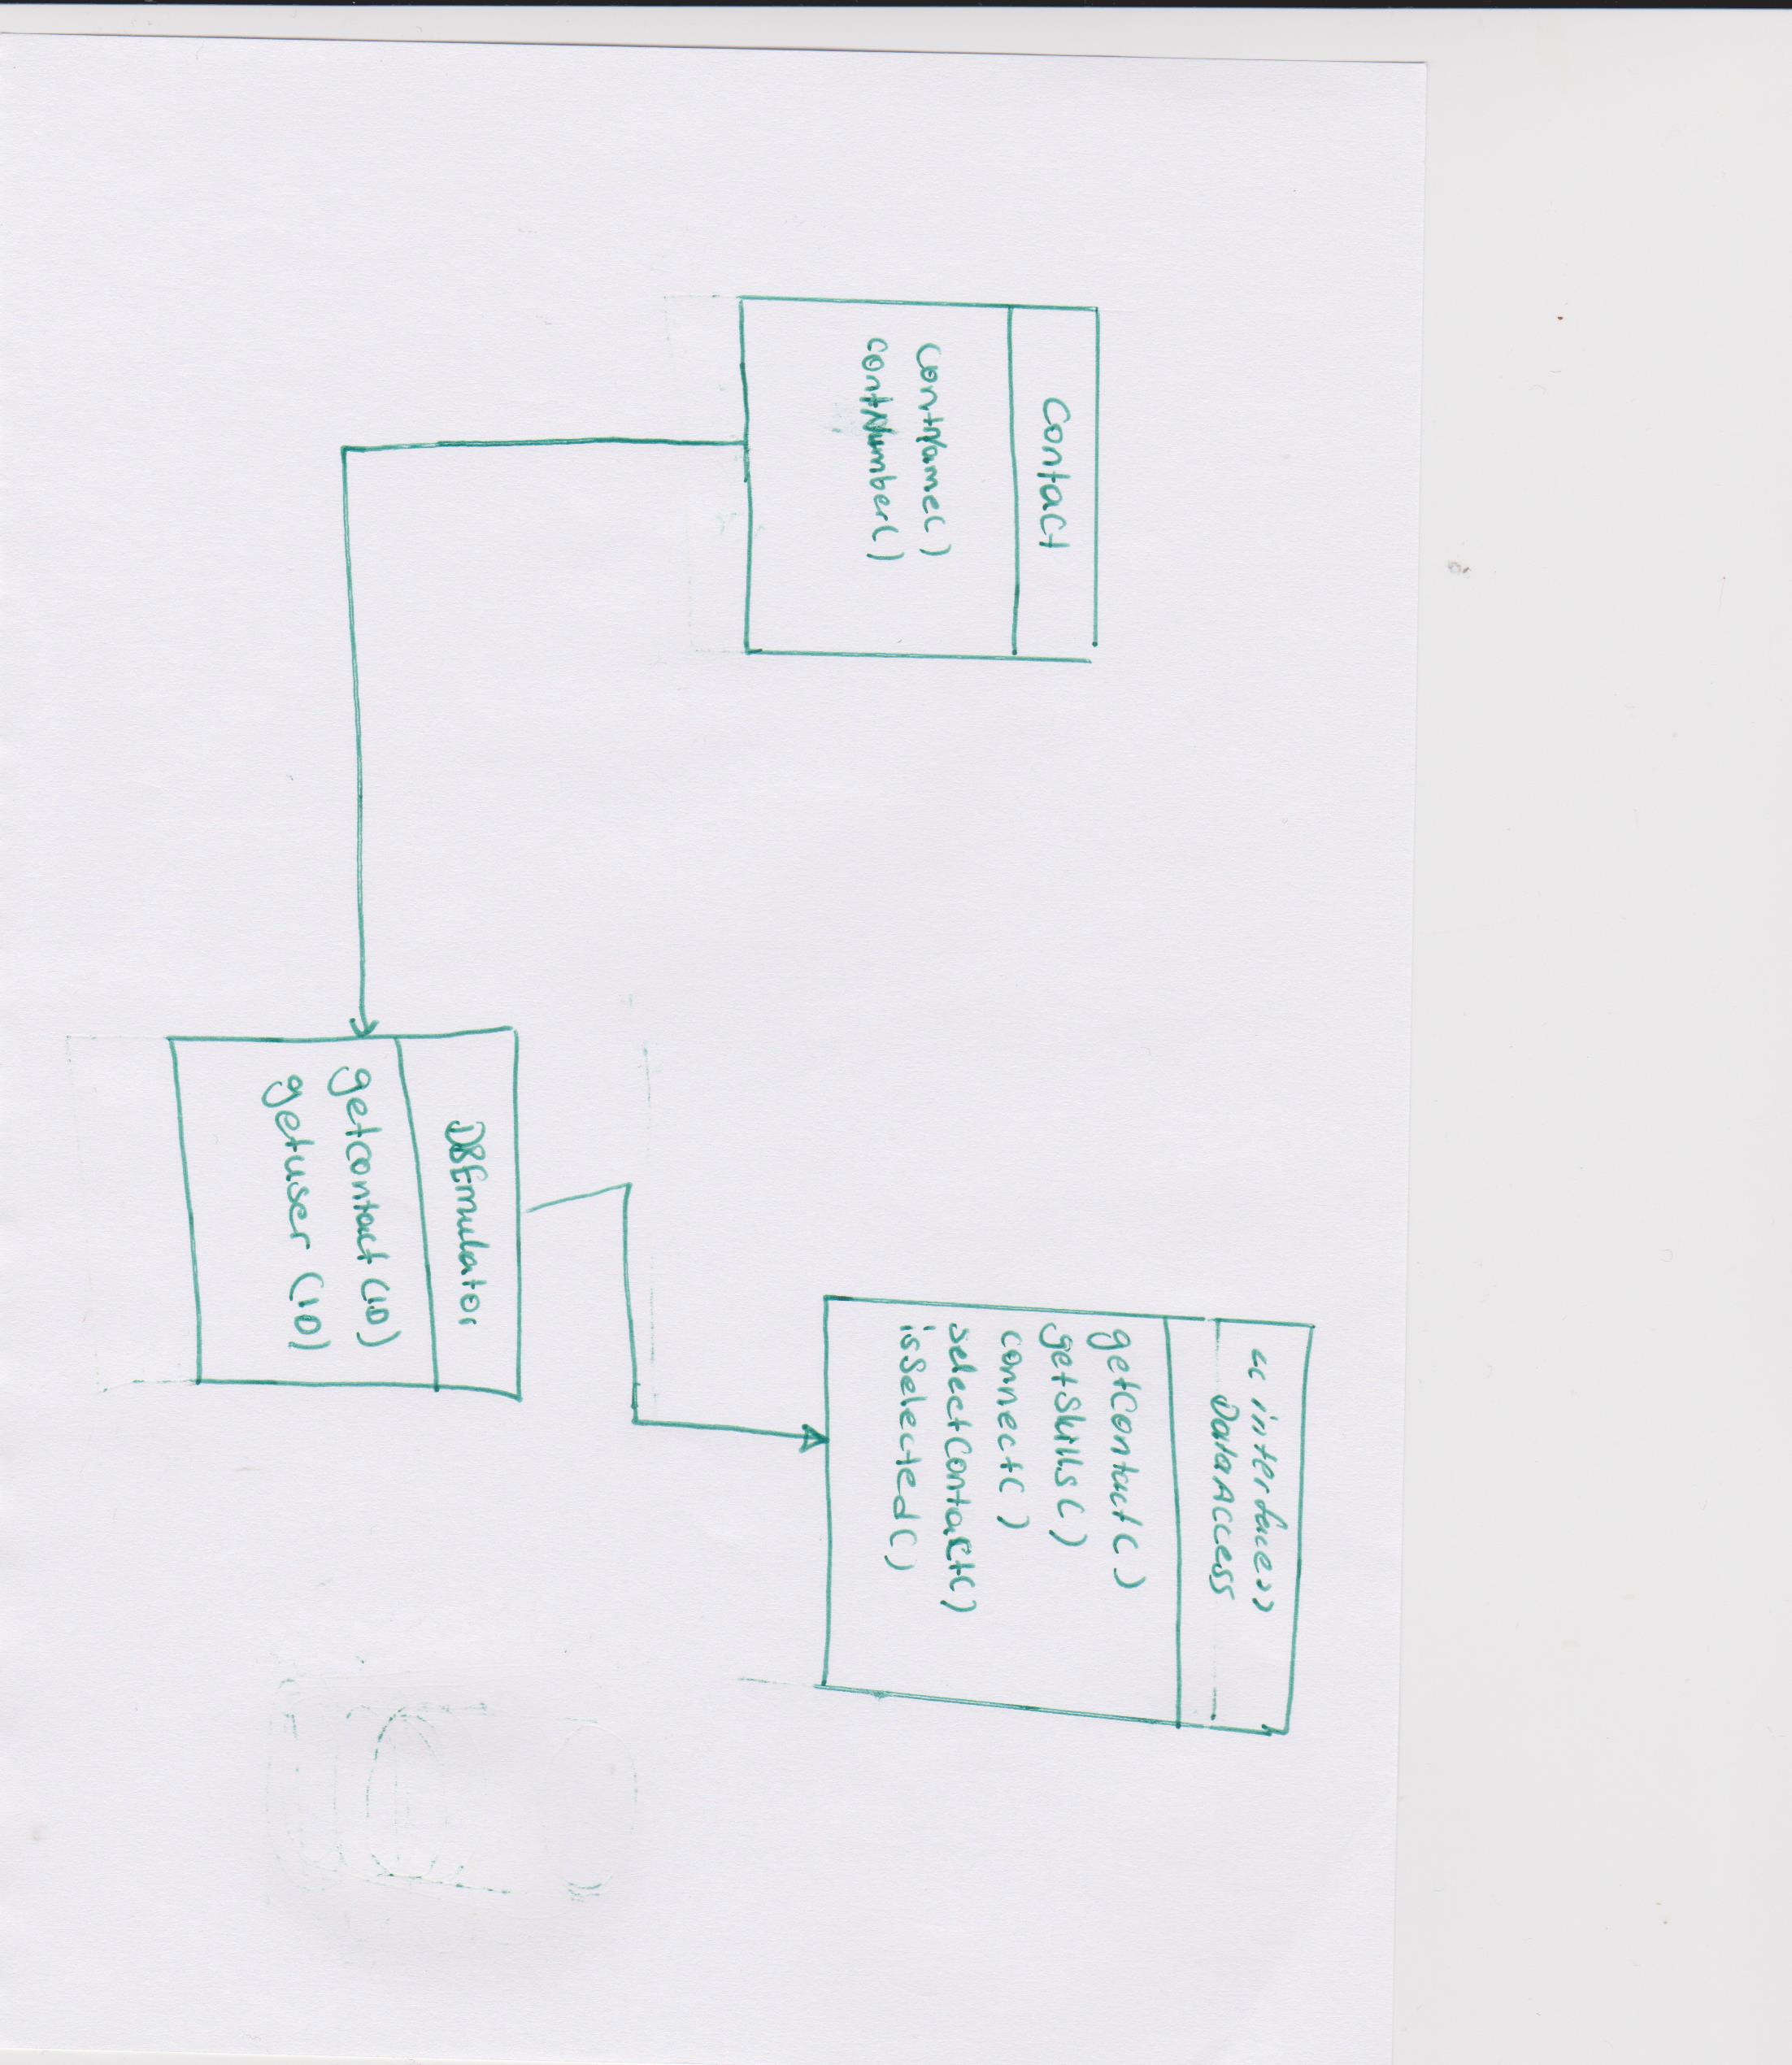 Contact
contName()
contNumber()
<<interface>>
DataAccess
getContact()
getSkills()
connect()
selectContact()
isSelected()
DBEmulator
getcontact(ID)
getuser (ID)